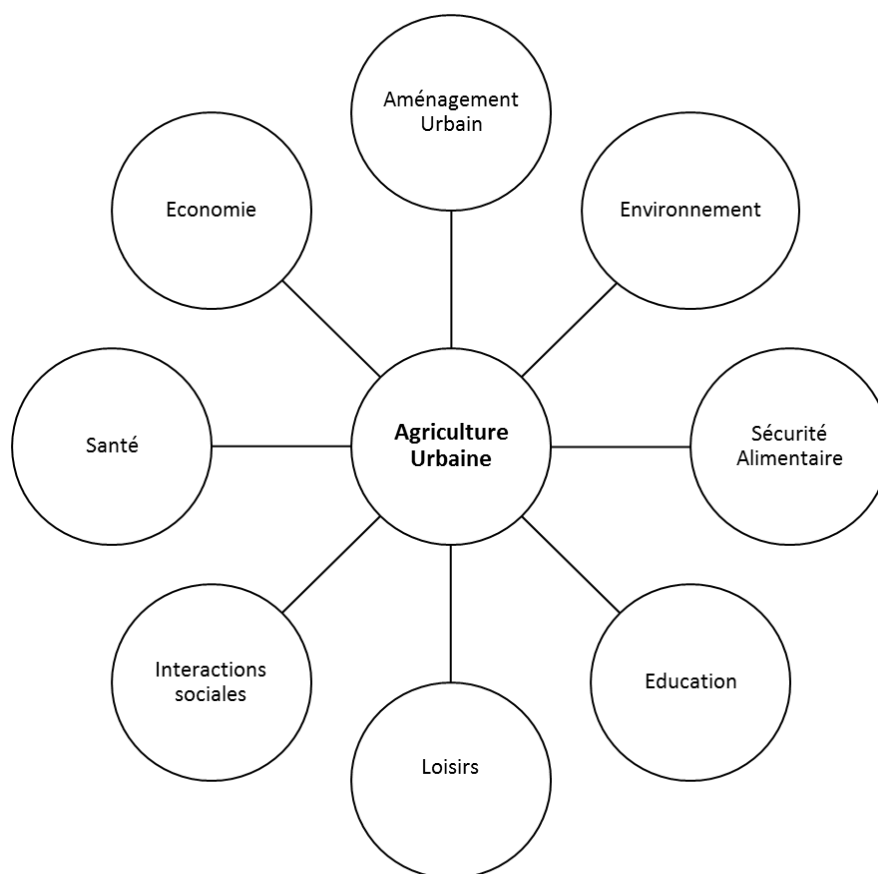 Aménagement
Urbain
Economie
Environnement
Santé
Agriculture
Urbaine
Sécurité
Alimentaire
Interactions
sociales
Education
Loisirs